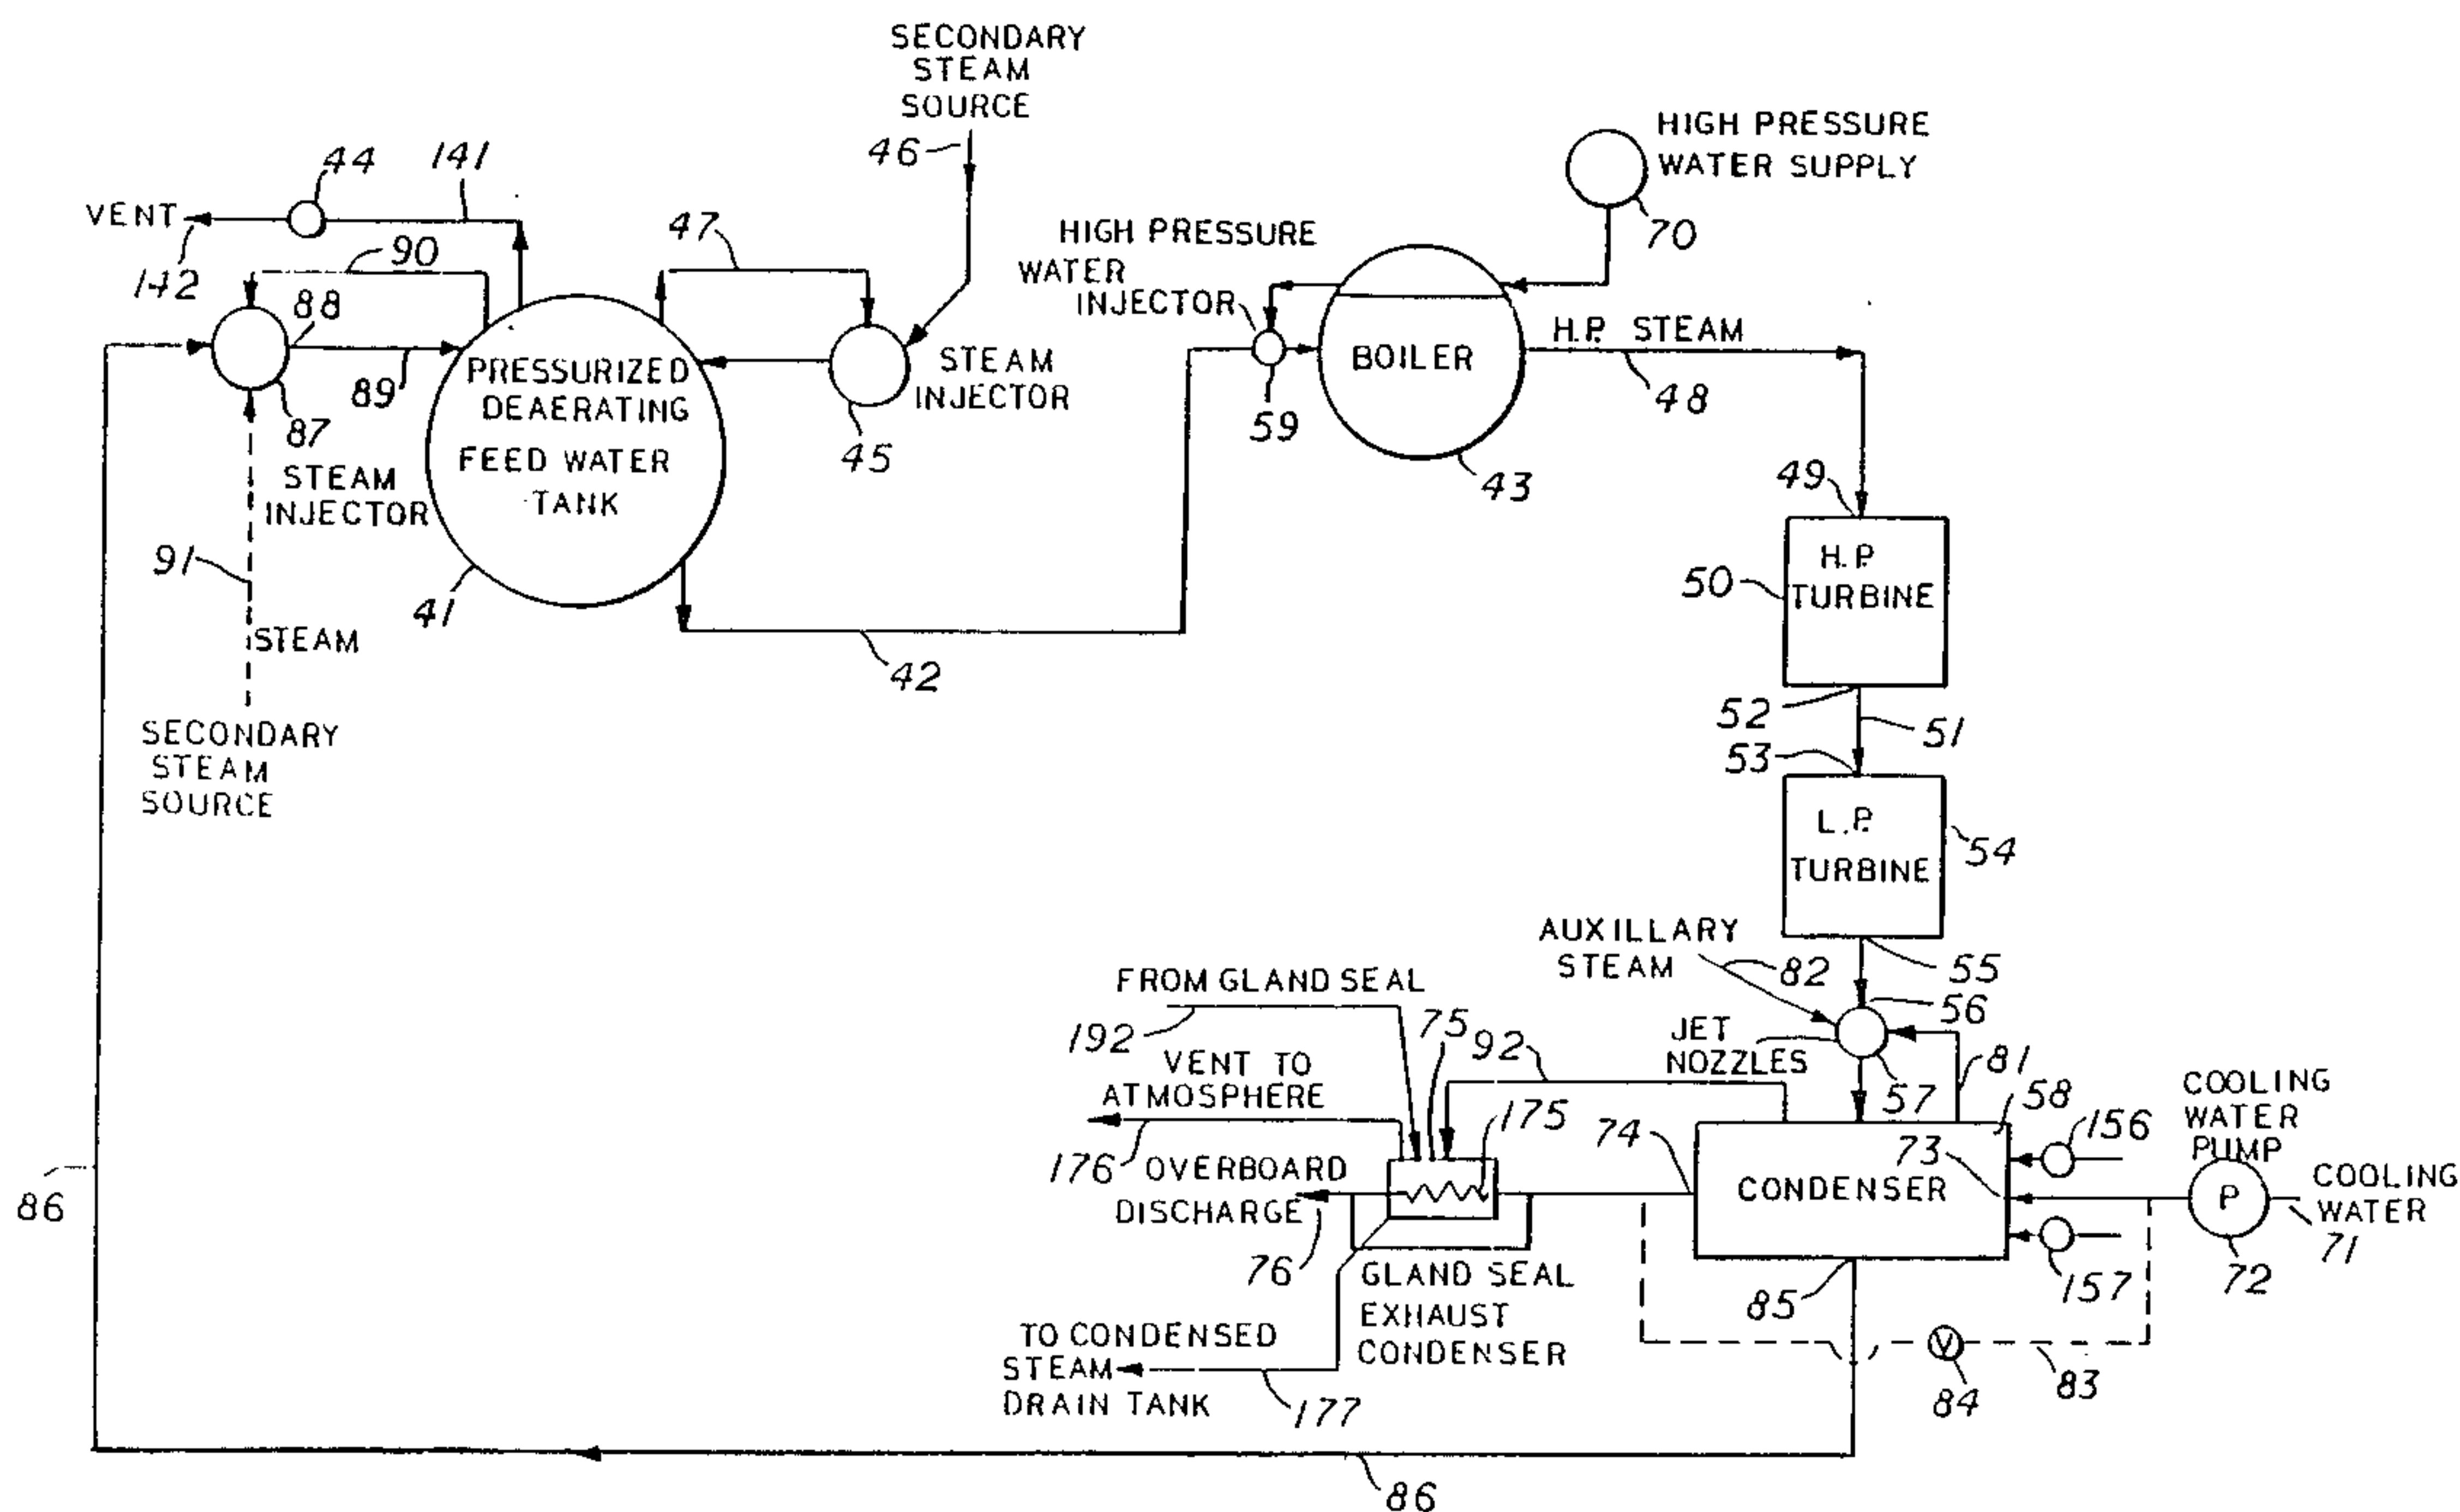 SECONDARY
STEAM
SOURCE
46
HIGH PRESSURE
WATER SUPPLY
70
44
141
VENT
142
90
88
47
HIGH PRESSURE
WATER
INJECTOR
59
BOILER
43
H.P. STEAM
48
89
87
STEAM
INJECTOR
PRESSURIZED
DEAERATING
FEED WATER
TANK
41
STEAM
INJECTOR
45
42
91
STEAM
SECONDARY
STEAM
SOURCE
49
H.P.
TURBINE
50
52
51
53
L.P.
TURBINE
54
AUXILLARY
STEAM
82
55
56
FROM GLAND SEAL
192
75
92
JET
NOZZLES
57
81
58
VENT TO
ATMOSPHERE
176
175
74
73
156
COOLING
WATER
PUMP
P
72
COOLING
WATER
71
OVERBOARD
DISCHARGE
76
CONDENSER
157
85
GLAND SEAL
EXHAUST
CONDENSER
TO CONDENSED
STEAM
DRAIN TANK
177
V
84
83
86
86